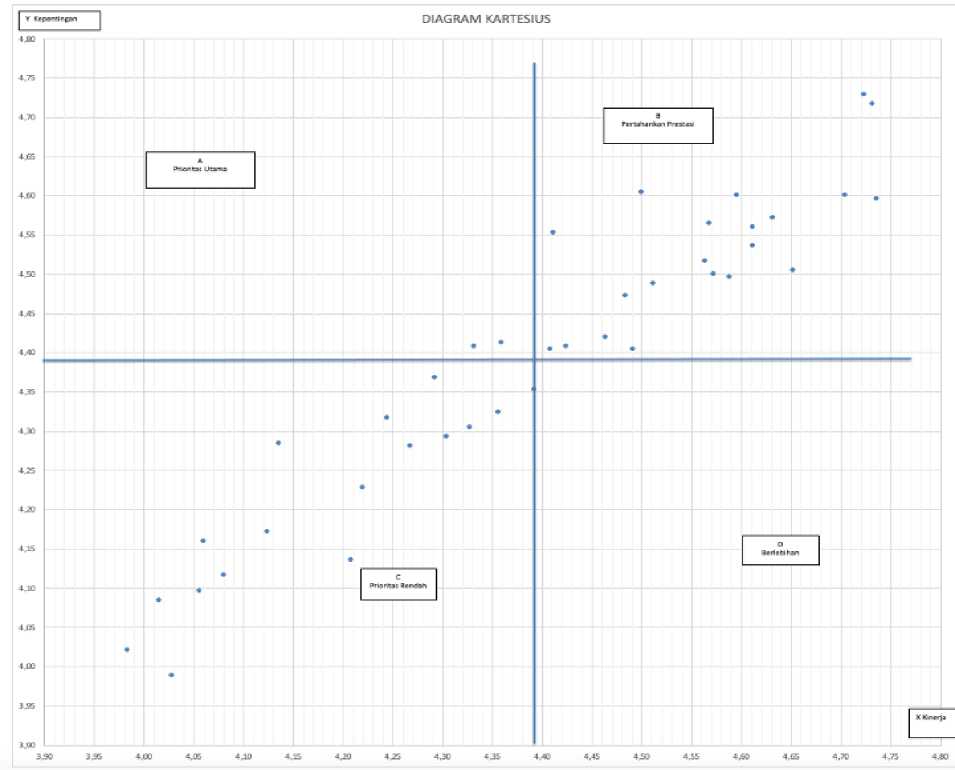 DIAGRAM KARTESIUS
Y Kepentingan
4,80
4,75
4,70
4,65
4,60
4,55
4,50
4,45
4,40
4,35
4,30
4,25
4,20
4,15
4,10
4,05
4,00
3,95
3,90
A
Prioritas Utama
B
Pertahankan Prestasi
C
Prioritas Rendah
D
Berlebihan
X Kinerja
3,90 3,95 4,00 4,05 4,10 4,15 4,20 4,25 4,30 4,35 4,40 4,45 4,50 4,55 4,60 4,65 4,70 4,75 4,80